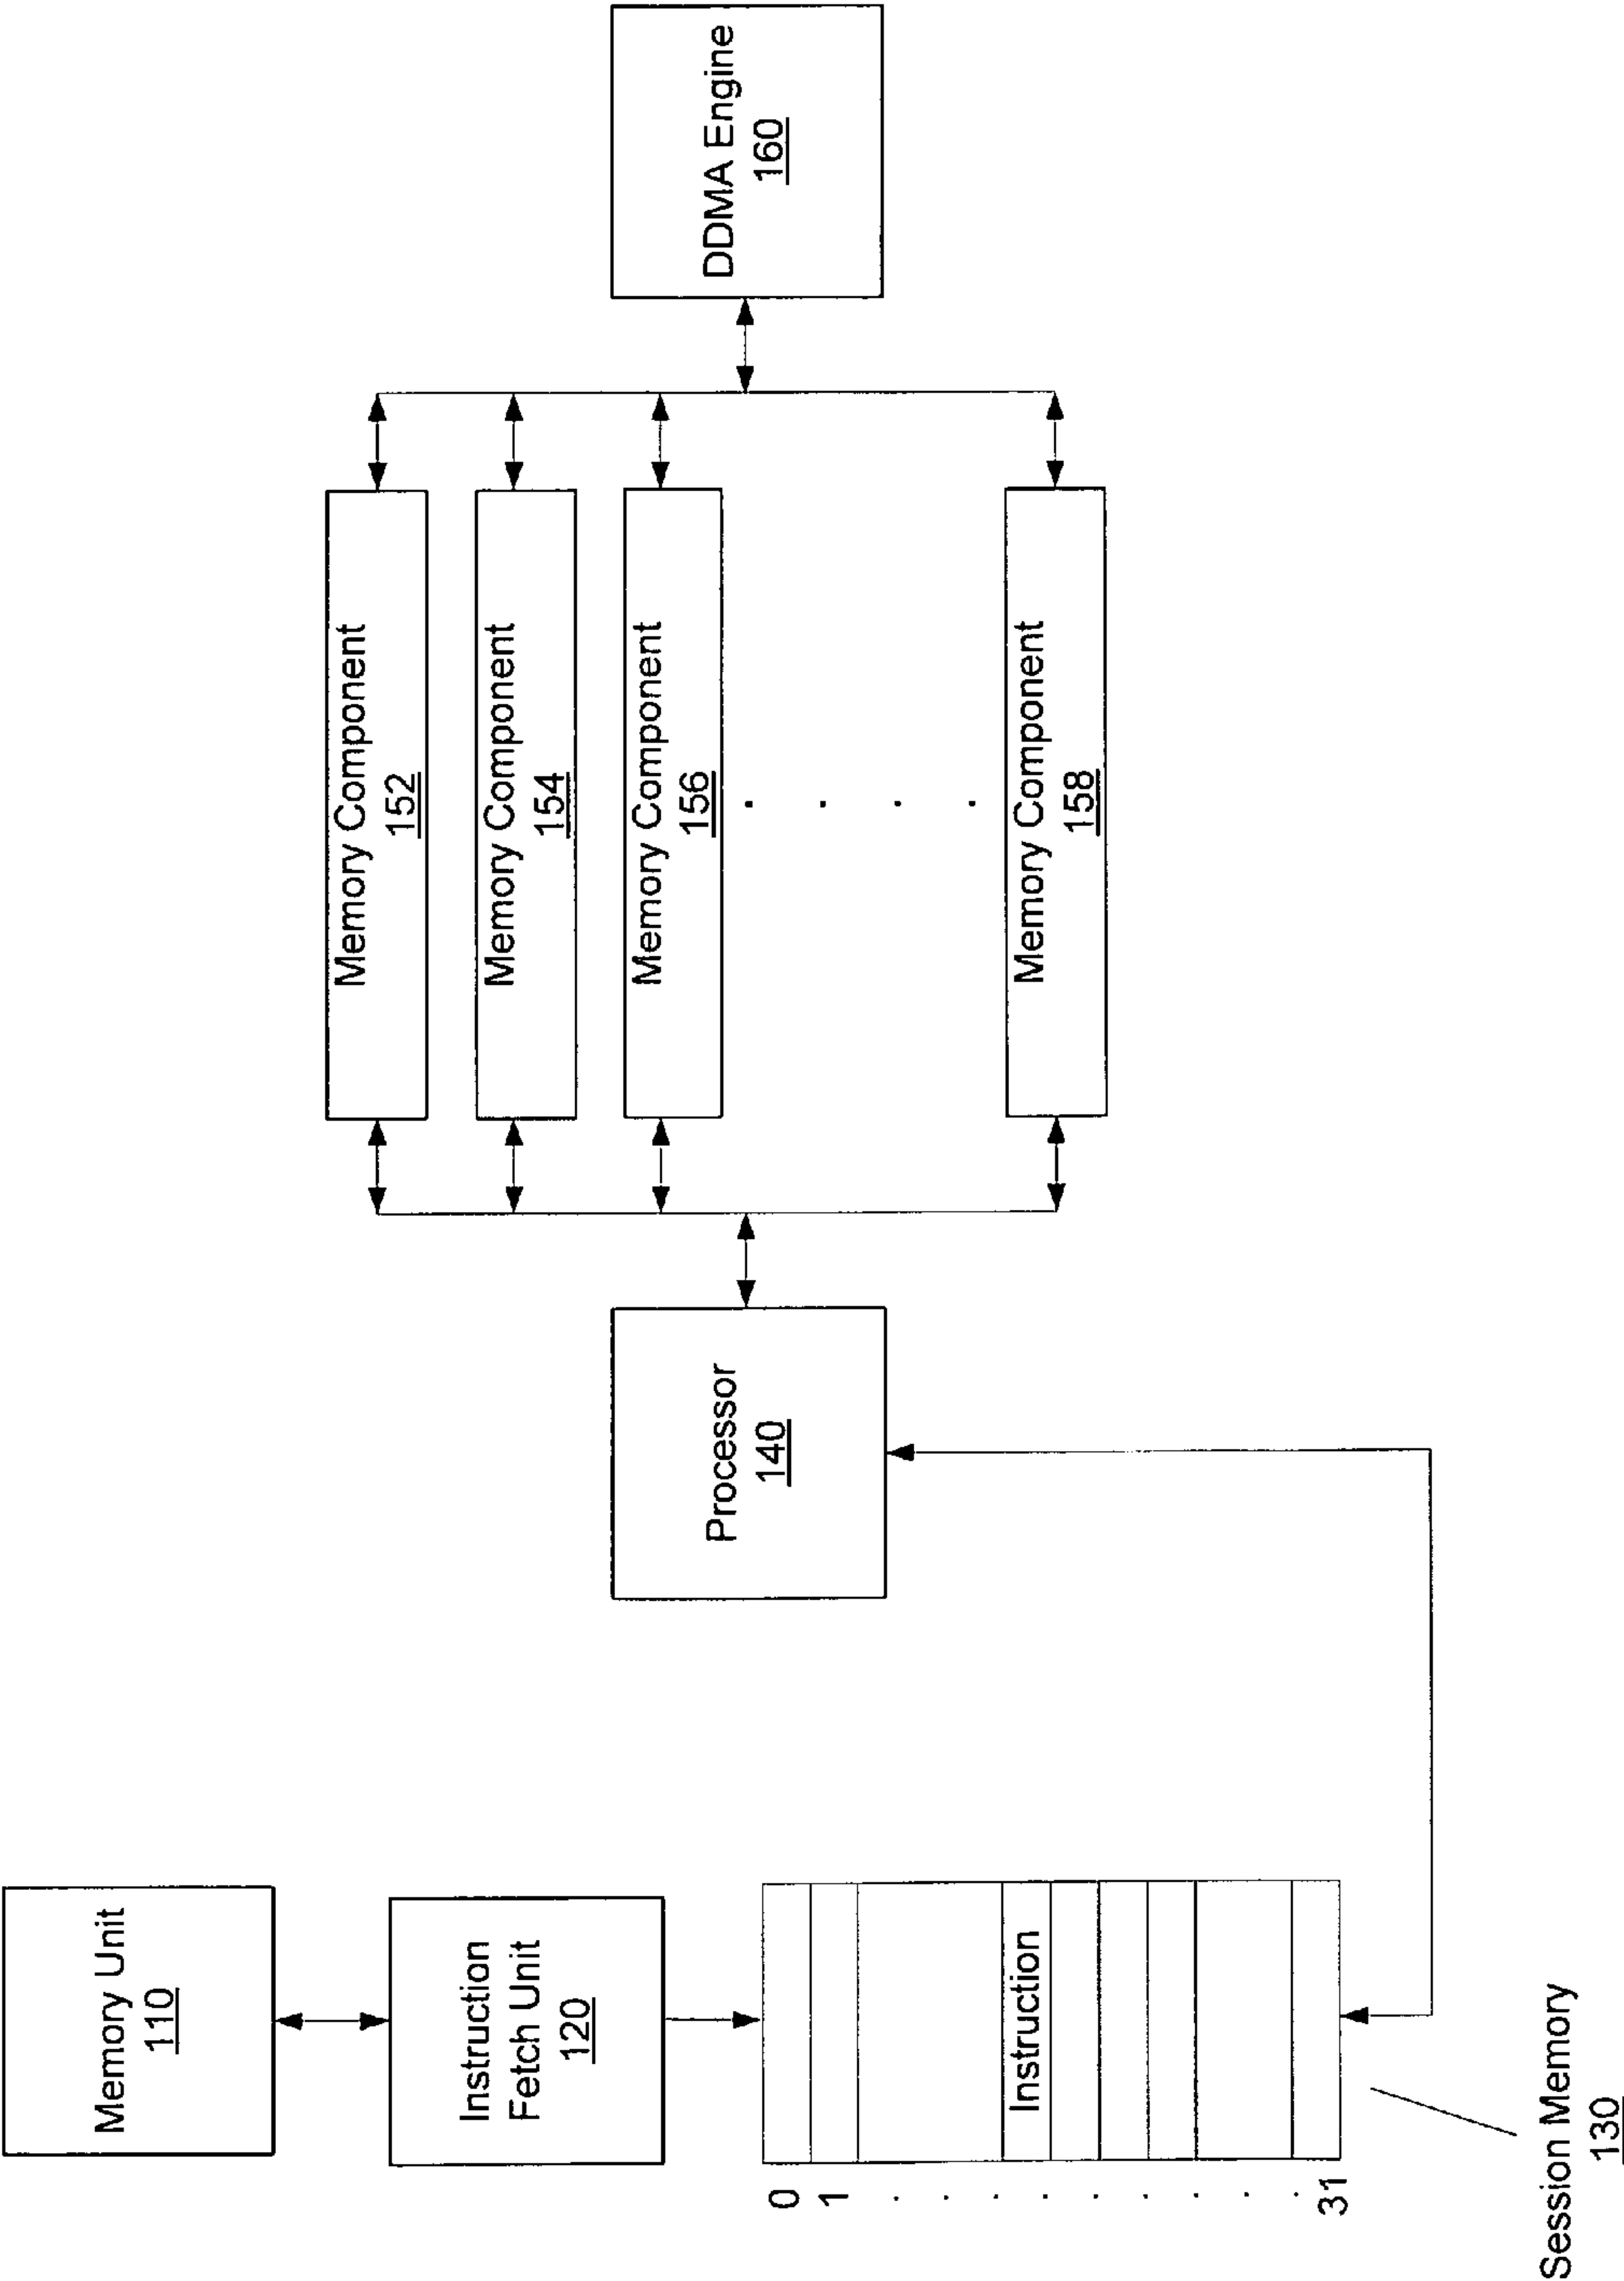 Memory Unit
110
Instruction
Fetch Unit
120
0
1
.
.
.
.
.
.
.
.
.
31
Instruction
Session Memory
130
Processor
140
Memory Component
152
Memory Component
154
Memory Component
156
.
.
.
.
Memory Component
158
DDMA Engine
160